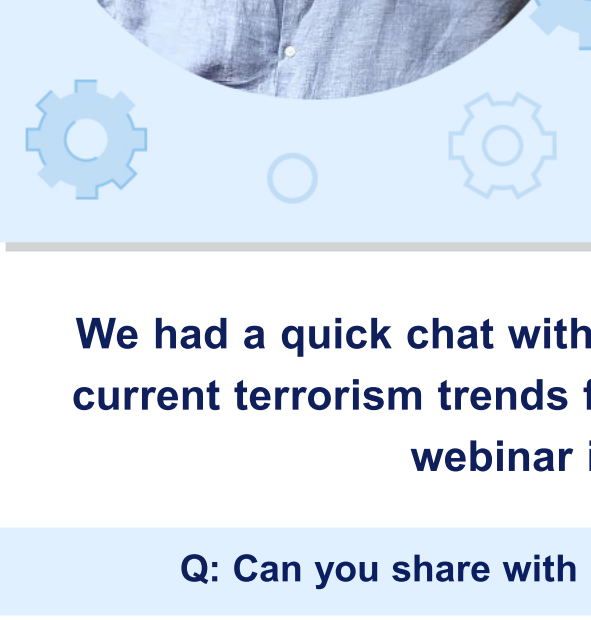 We had a quick chat with
current terrorism trends
webinar
Q: Can you share with